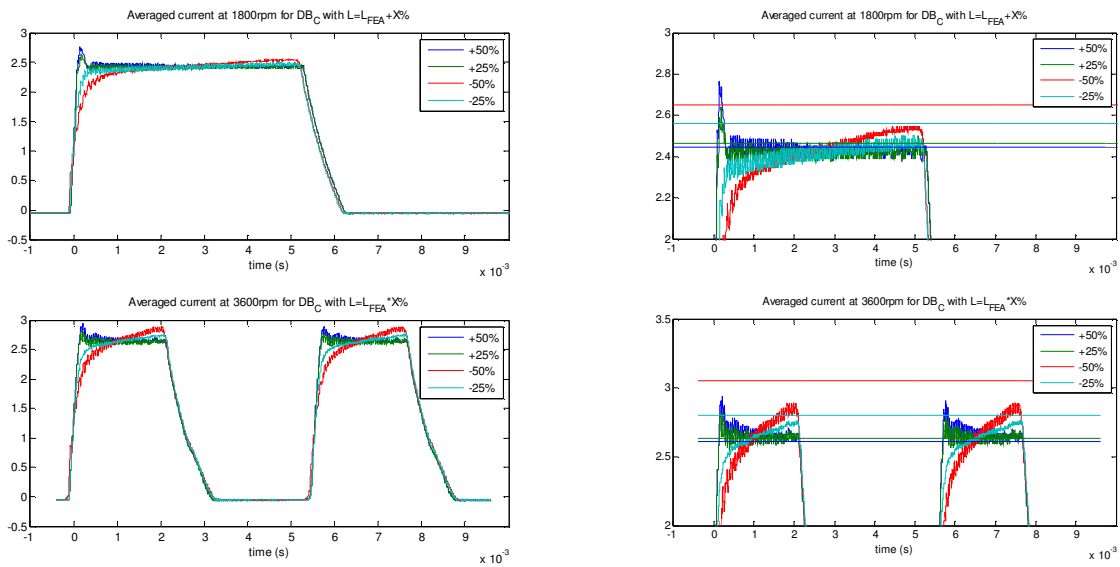 Averaged current at 1800rpm for DB_C with L=L_FEA+X%
3
2.5
2
1.5
1
0.5
0
-0.5
-1 0 1 2 3 4 5 6 7 8 9
x 10^-3
time (s)
+50%
+25%
-50%
-25%
Averaged current at 1800rpm for DB_C with L=L_FEA+X%
3
2.8
2.6
2.4
2.2
2
-1 0 1 2 3 4 5 6 7 8 9
x 10^-3
time (s)
+50%
+25%
-50%
-25%
Averaged current at 3600rpm for DB_C with L=L_FEA*X%
3.5
3
2.5
2
1.5
1
0.5
0
-0.5
-1 0 1 2 3 4 5 6 7 8 9
x 10^-3
time (s)
+50%
+25%
-50%
-25%
Averaged current at 3600rpm for DB_C with L=L_FEA*X%
3.5
3
2.5
2
-1 0 1 2 3 4 5 6 7 8 9
x 10^-3
time (s)
+50%
+25%
-50%
-25%